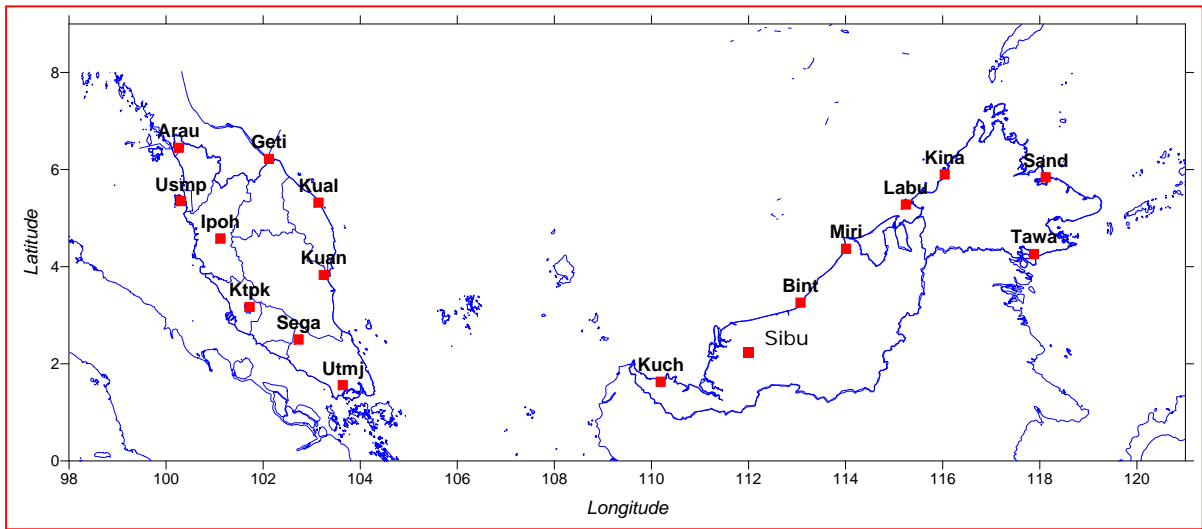 8
6
4
2
0
Latitude
Arau
Geti
Usmp
Kual
Ipoh
Kuan
Ktpk
Sega
Utmj
Kina
Sand
Labu
Miri
Tawa
Bint
Sibu
Kuch
98 100 102 104 106 108 110 112 114 116 118 120
Longitude